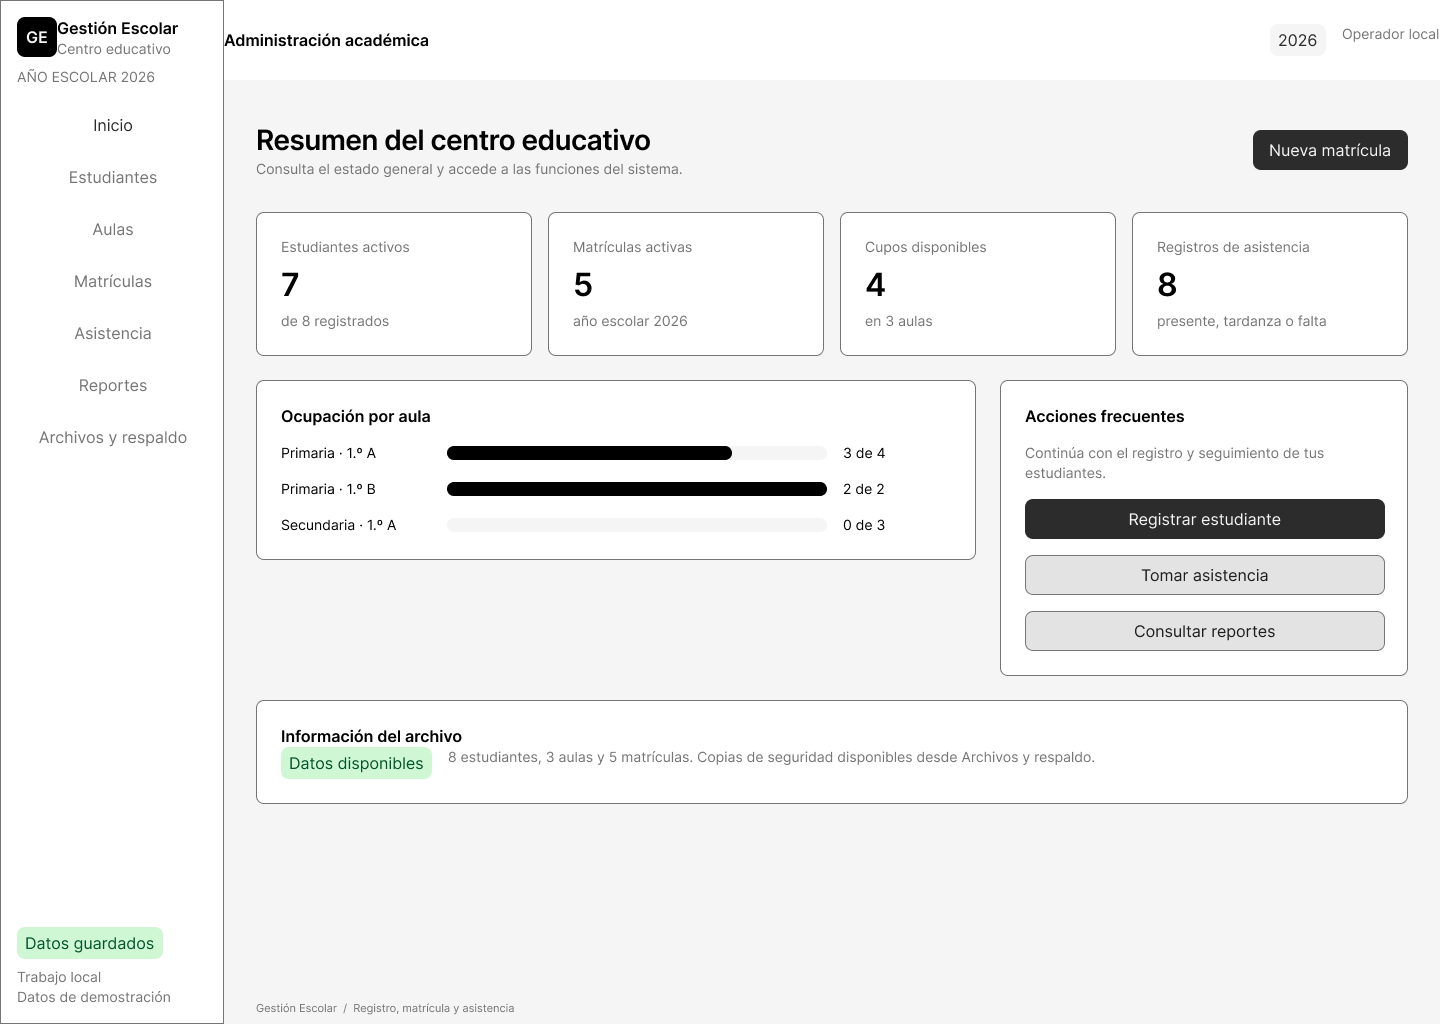 GE
Gestión Escolar
Centro educativo
AÑO ESCOLAR 2026
Inicio
Estudiantes
Aulas
Matrículas
Asistencia
Reportes
Archivos y respaldo
Datos guardados
Trabajo local
Datos de demostración
Administración académica
2026
Operador local
Resumen del centro educativo
Consulta el estado general y accede a las funciones del sistema.
Nueva matrícula
Estudiantes activos
7
de 8 registrados
Matrículas activas
5
año escolar 2026
Cupos disponibles
4
en 3 aulas
Registros de asistencia
8
presente, tardanza o falta
Ocupación por aula
Primaria · 1.º A 3 de 4
Primaria · 1.º B 2 de 2
Secundaria · 1.º A 0 de 3
Acciones frecuentes
Continúa con el registro y seguimiento de tus
estudiantes.
Registrar estudiante
Tomar asistencia
Consultar reportes
Información del archivo
Datos disponibles 8 estudiantes, 3 aulas y 5 matrículas. Copias de seguridad disponibles desde Archivos y respaldo.
Gestión Escolar / Registro, matrícula y asistencia